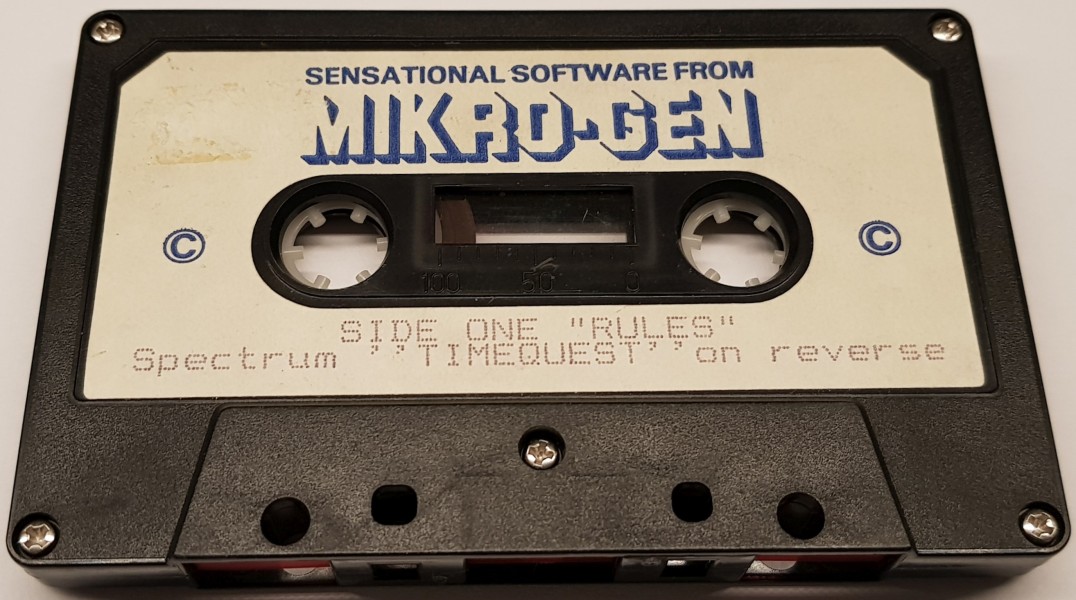 SENSATIONAL SOFTWARE FROM
MIKRO-GEN
© ©
100 50 0
SIDE ONE "RULES"
Spectrum ''TIMEQUEST''on reverse